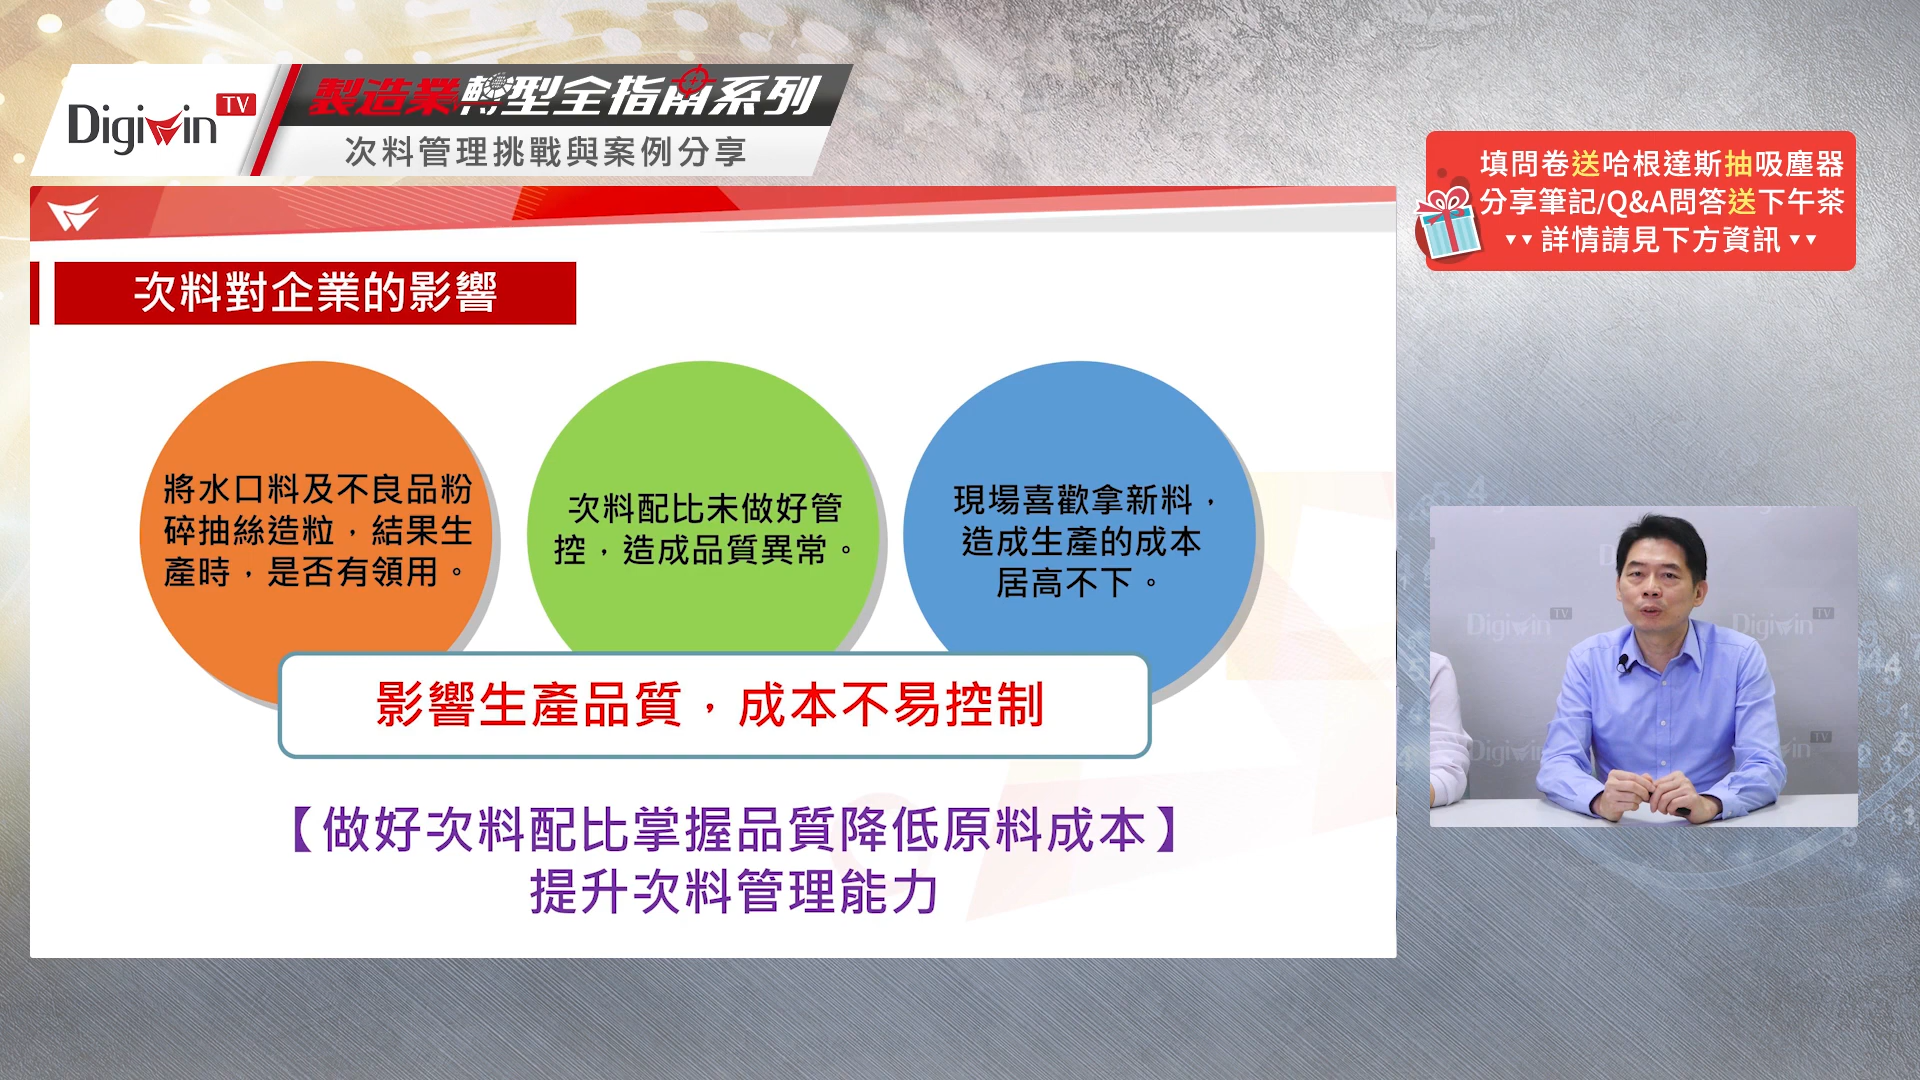 Digiwin TV
製造業轉型全指南系列
次料管理挑戰與案例分享
填問卷送哈根達斯抽吸塵器
分享筆記/Q&A問答送下午茶
▼▼詳情請見下方資訊▼▼
次料對企業的影響
將水口料及不良品粉
碎抽絲造粒，結果生
產時，是否有領用。
次料配比未做好管
控，造成品質異常。
現場喜歡拿新料，
造成生產的成本
居高不下。
影響生產品質，成本不易控制
【做好次料配比掌握品質降低原料成本】
提升次料管理能力
Digiwin TV
Digiwin TV